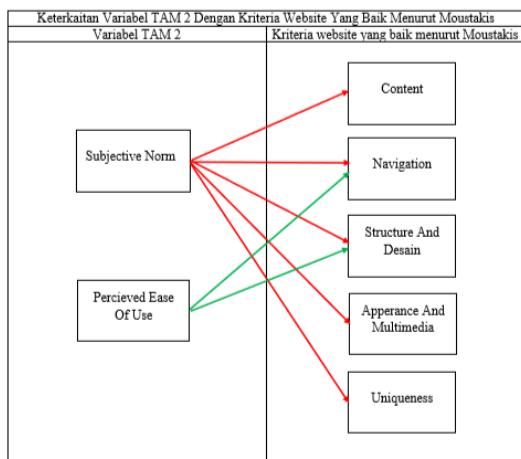 Keterkaitan Variabel TAM 2 Dengan Kriteria Website Yang Baik Menurut Moustakis
Variabel TAM 2
Kriteria website yang baik menurut Moustakis
Subjective Norm
Percieved Ease
Of Use
Content
Navigation
Structure And
Desain
Apperance And
Multimedia
Uniqueness